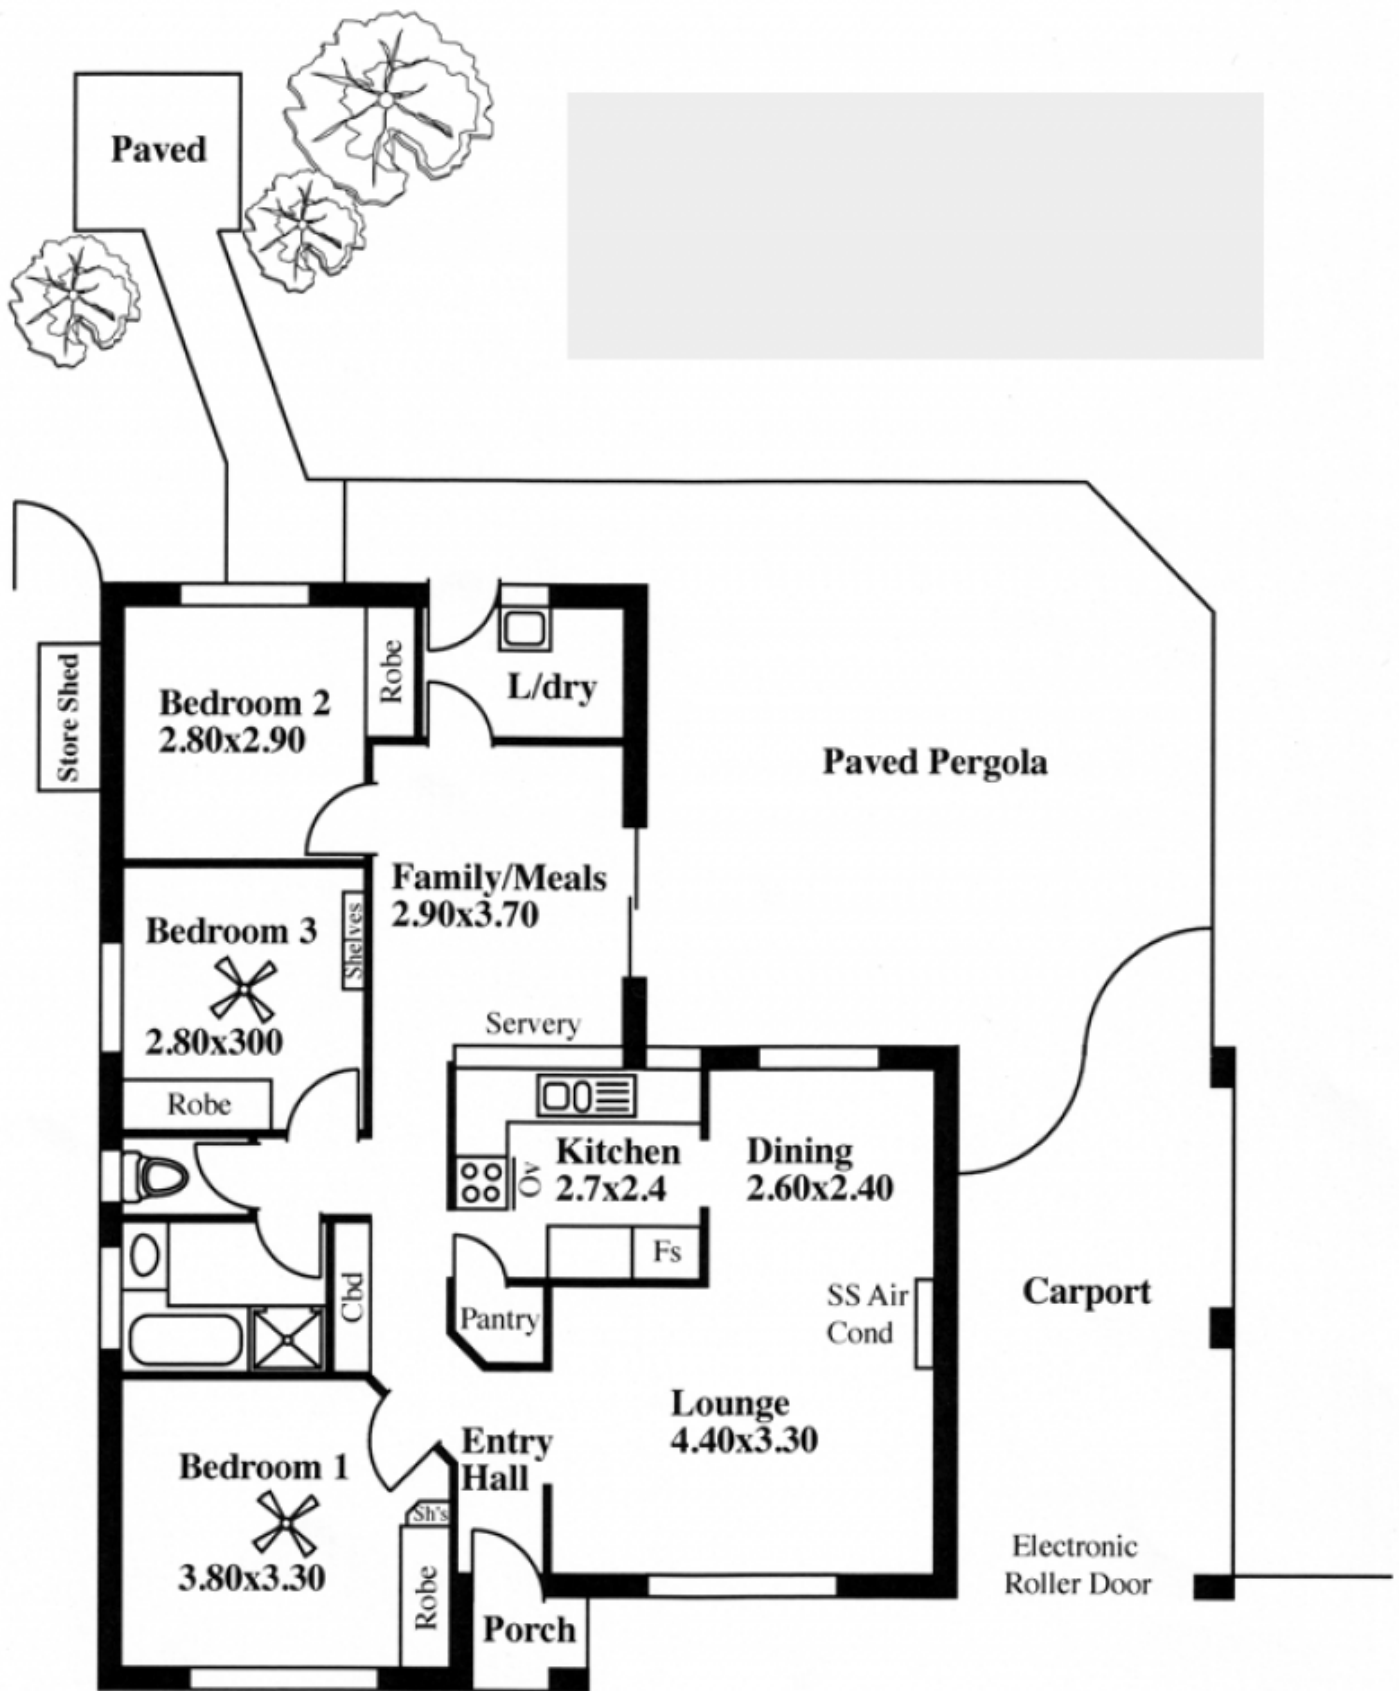 Paved
Robe
L/dry
Bedroom 2
2.80x2.90
Store Shed
Paved Pergola
Family/Meals
2.90x3.70
Bedroom 3
Shelves
2.80x300
Servery
Robe
Kitchen
2.7x2.4
Ov
Dining
2.60x2.40
Fs
Cbd
Pantry
SS Air
Cond
Carport
Lounge
4.40x3.30
Entry
Hall
Bedroom 1
Sh's
3.80x3.30
Robe
Porch
Electronic
Roller Door